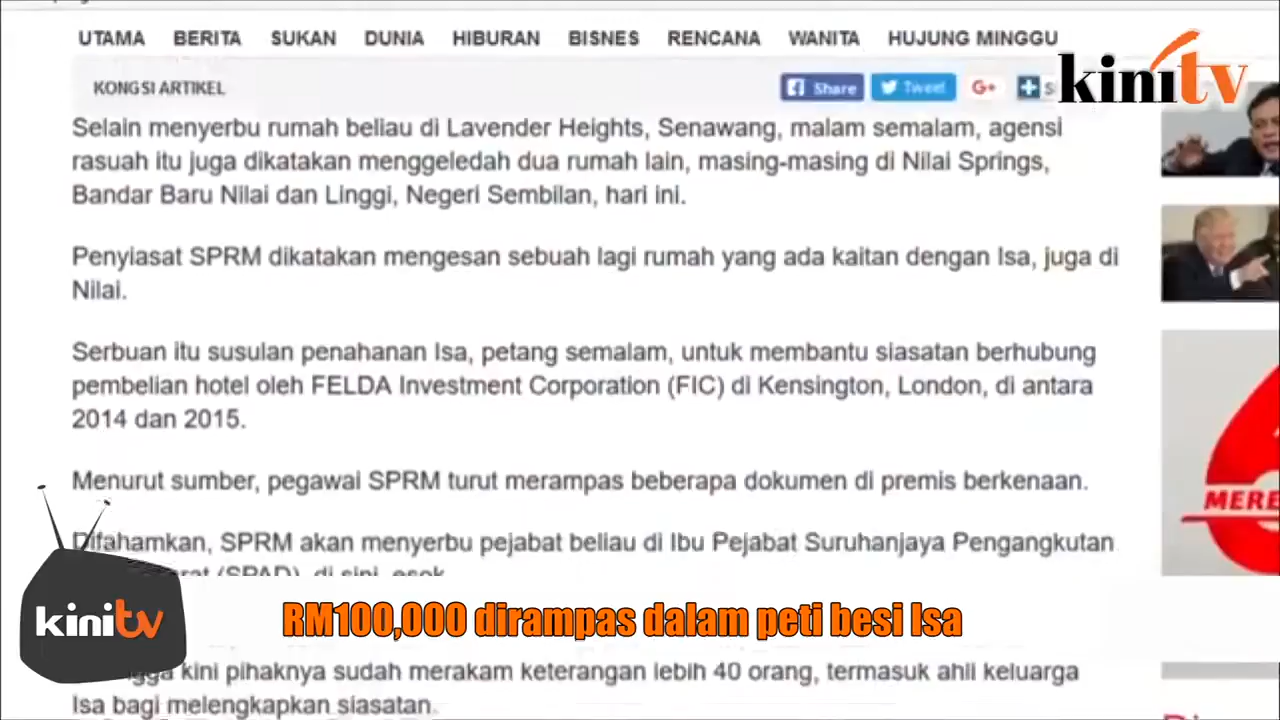 UTAMA BERITA SUKAN DUNIA HIBURAN BISNES RENCANA WANITA HUJUNG MINGGU
KONGSI ARTIKEL Share Tweet G+
kinitv
Selain menyerbu rumah beliau di Lavender Heights, Senawang, malam semalam, agensi
rasuah itu juga dikatakan menggeledah dua rumah lain, masing-masing di Nilai Springs,
Bandar Baru Nilai dan Linggi, Negeri Sembilan, hari ini.
Penyiasat SPRM dikatakan mengesan sebuah lagi rumah yang ada kaitan dengan Isa, juga di
Nilai.
Serbuan itu susulan penahanan Isa, petang semalam, untuk membantu siasatan berhubung
pembelian hotel oleh FELDA Investment Corporation (FIC) di Kensington, London, di antara
2014 dan 2015.
Menurut sumber, pegawai SPRM turut merampas beberapa dokumen di premis berkenaan.
Difahamkan, SPRM akan menyerbu pejabat beliau di Ibu Pejabat Suruhanjaya Pengangkutan
(SPAD), di sini, esok
MERE
kinitv
RM100,000 dirampas dalam peti besi Isa
kini pihaknya sudah merakam keterangan lebih 40 orang, termasuk ahli keluarga
Isa bagi melengkapkan siasatan.